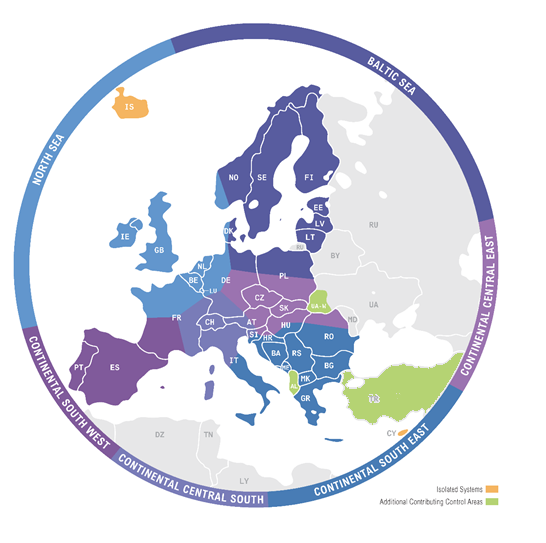 BALTIC SEA
NORTH SEA
IS
NO
SE
FI
EE
LV
LT
RU
RU
BY
DK
IE
GB
NL
BE
LU
DE
PL
CZ
SK
UA-W
UA
MD
FR
CH
AT
HU
SI
HR
RO
IT
BA
RS
BG
ME
MK
AL
GR
PT
ES
TR
CY
DZ
TN
LY
CONTINENTAL CENTRAL EAST
CONTINENTAL SOUTH WEST
CONTINENTAL CENTRAL SOUTH
CONTINENTAL SOUTH EAST
Isolated Systems
Additional Contributing Control Areas